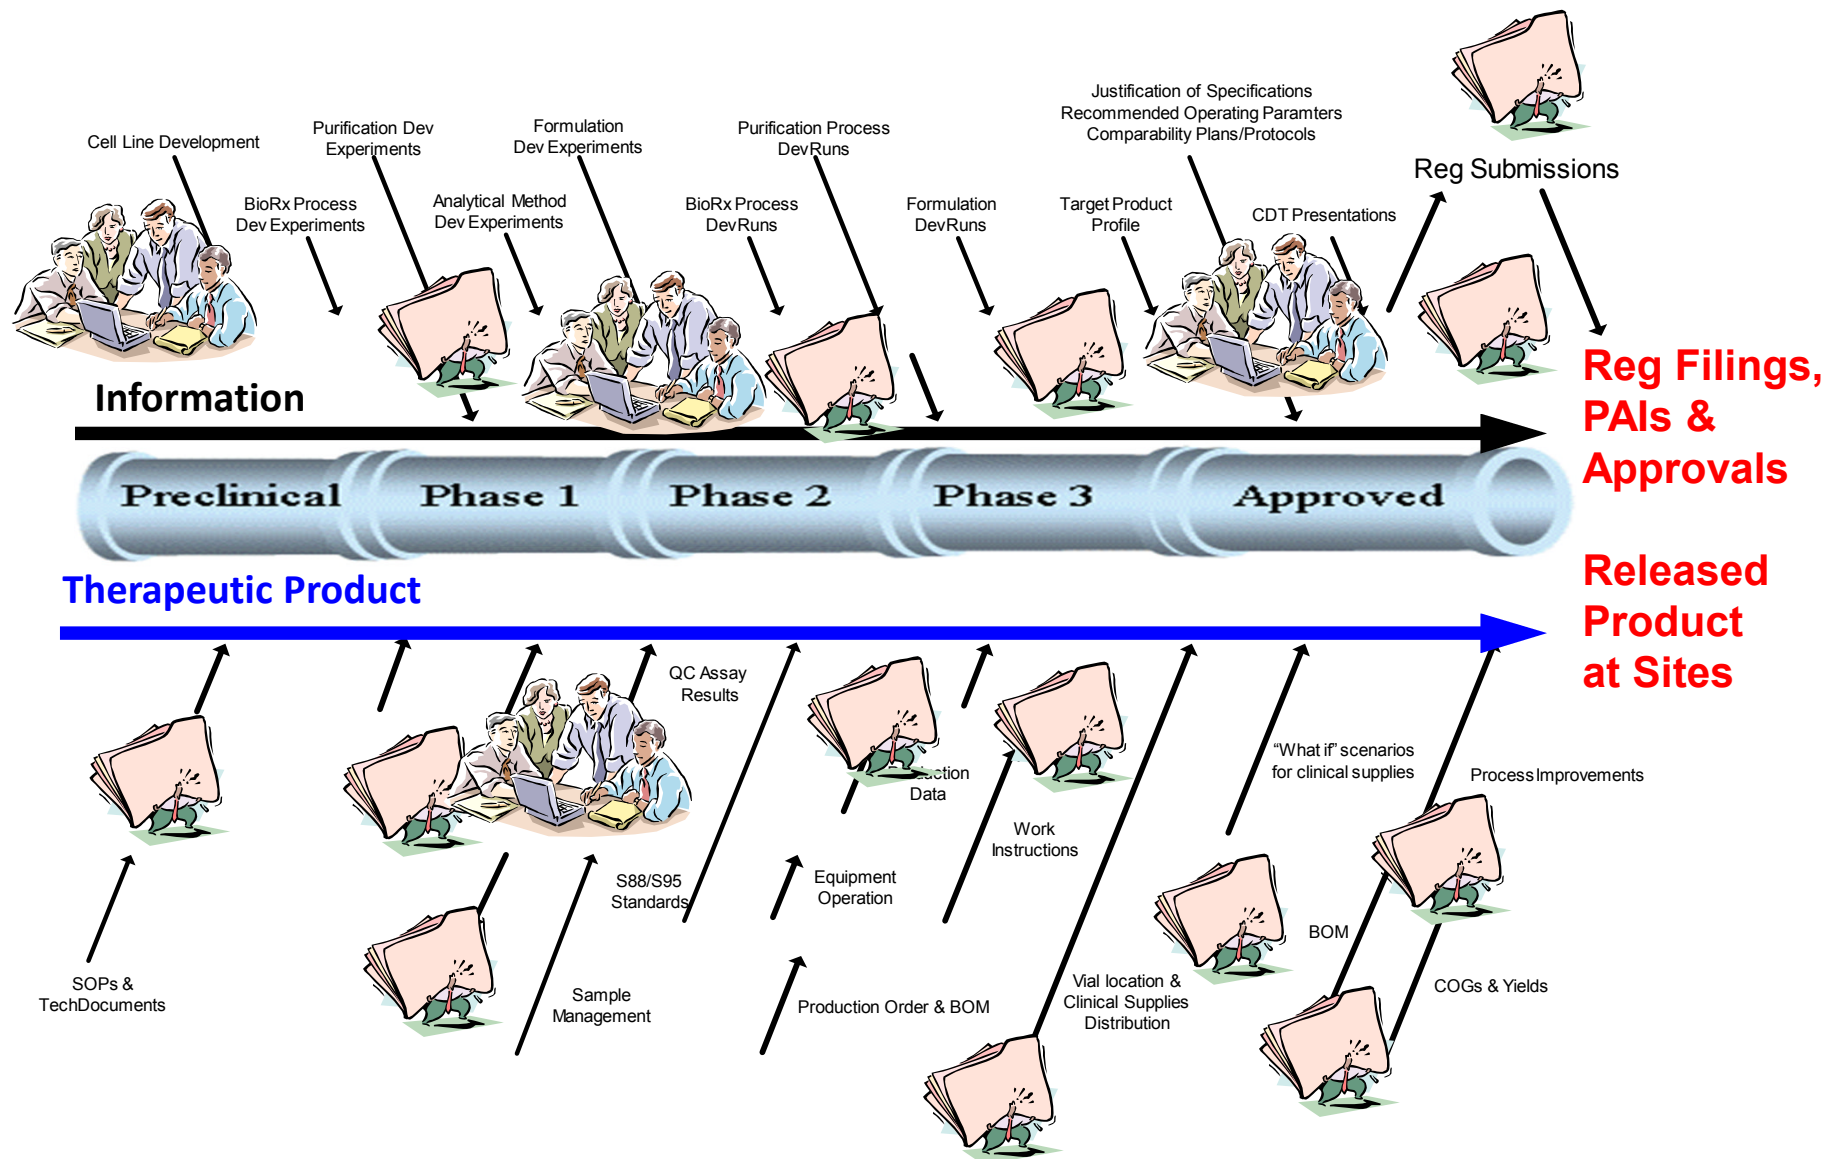 Justification of Specifications
Recommended Operating Paramters
Comparability Plans/Protocols
Cell Line Development
Purification Dev
Experiments
Formulation
Dev Experiments
Purification Process
DevRuns
Reg Submissions
BioRx Process
Dev Experiments
Analytical Method
Dev Experiments
BioRx Process
DevRuns
Formulation
DevRuns
Target Product
Profile
CDT Presentations
Information
Reg Filings,
PAIs &
Approvals
Preclinical
Phase 1
Phase 2
Phase 3
Approved
Therapeutic Product
Released
Product
at Sites
QC Assay
Results
Data
"What if" scenarios
for clinical supplies
Process Improvements
Work
Instructions
S88/S95
Standards
Equipment
Operation
BOM
SOPs &
TechDocuments
Sample
Management
Production Order & BOM
Vial location &
Clinical Supplies
Distribution
COGs & Yields